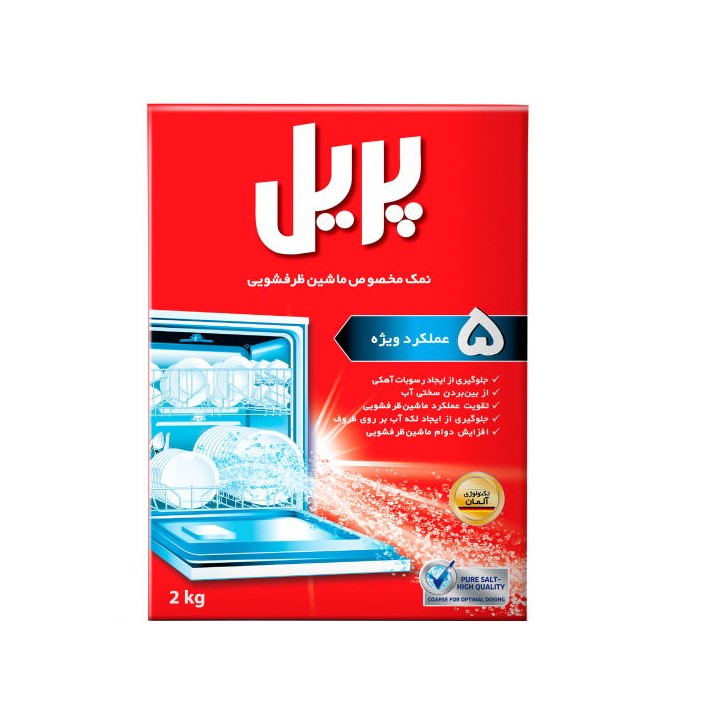 پریل
نمک مخصوص ماشین ظرفشویی
۵ عملکرد ویژه
✓ جلوگیری از ایجاد رسوبات آهکی
✓ از بین‌بردن سختی آب
✓ تقویت عملکرد ماشین ظرفشویی
✓ جلوگیری از ایجاد لکه آب بر روی ظروف
✓ افزایش دوام ماشین ظرفشویی
تکنولوژی
آلمان
PURE SALT-
HIGH QUALITY
COARSE FOR OPTIMAL DOSING
2 kg